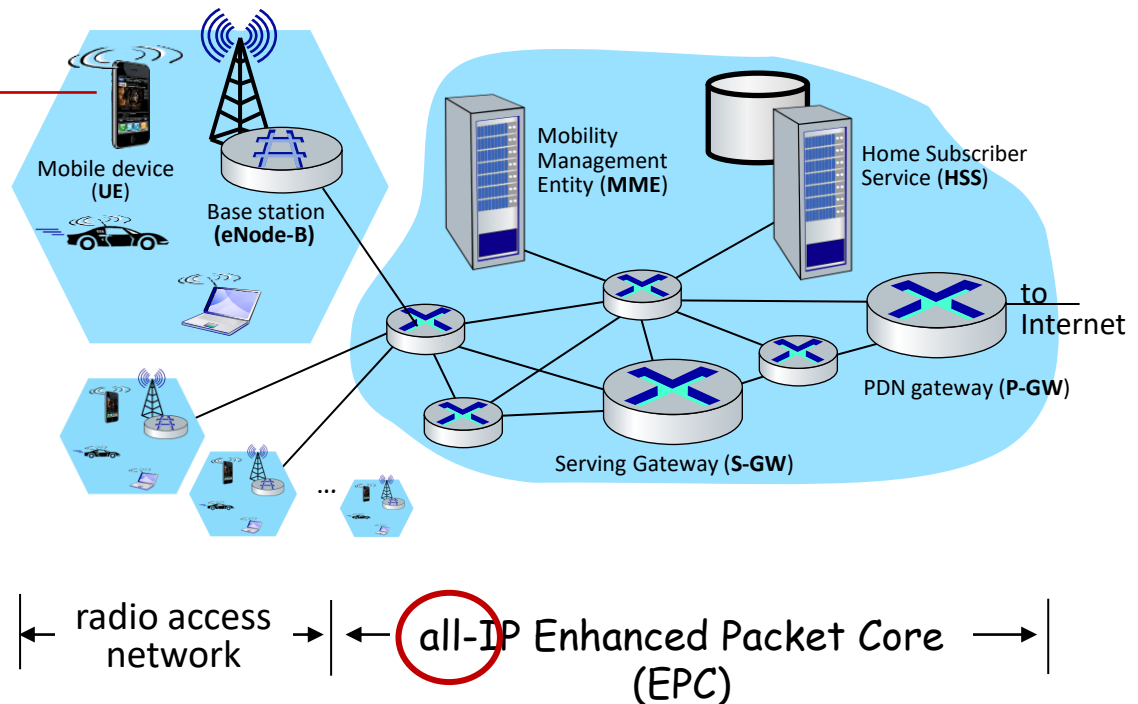 Mobile device
(UE)
Base station
(eNode-B)
Mobility
Management
Entity (MME)
Home Subscriber
Service (HSS)
to
Internet
PDN gateway (P-GW)
Serving Gateway (S-GW)
...
radio access
network
all-IP Enhanced Packet Core
(EPC)